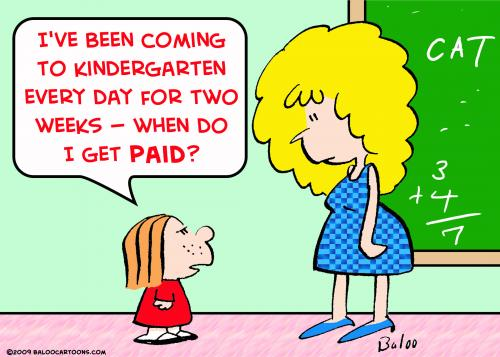 I'VE BEEN COMING
TO KINDERGARTEN
EVERY DAY FOR TWO
WEEKS – WHEN DO
I GET PAID?
CAT
3
+ 4
7
Baloo
©2009 BALOOCARTOONS.COM